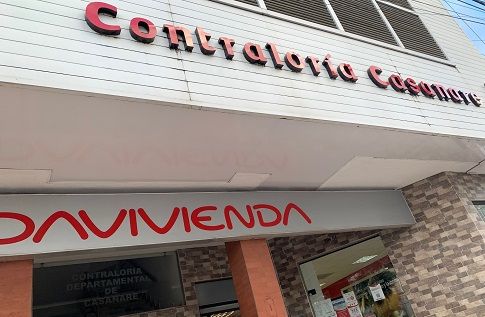 Contraloría Casanare
DAVIVIENDA
CONTRALORIA
DEPARTAMENTAL
DE
CASANARE